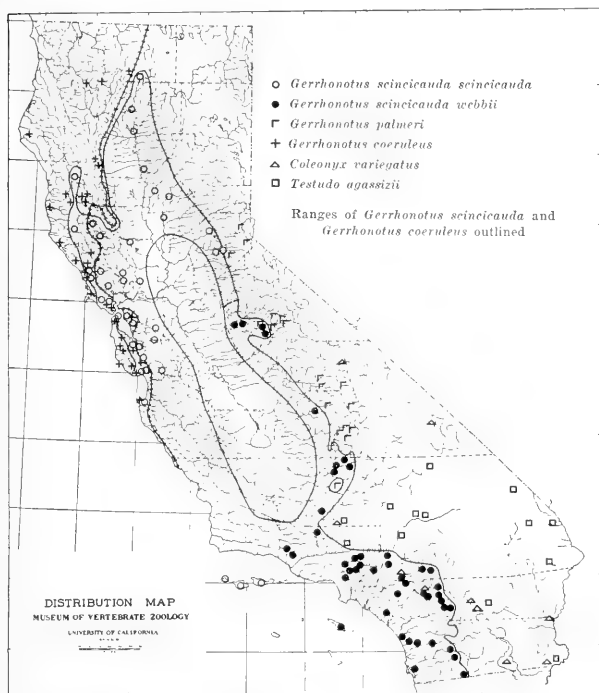 Gerrhonotus scincicauda scincicauda
Gerrhonotus scincicauda webbii
Gerrhonotus palmeri
Gerrhonotus coeruleus
Coleonyx variegatus
Testudo agassizii
Ranges of Gerrhonotus scincicauda and
Gerrhonotus coeruleus outlined
DISTRIBUTION MAP
MUSEUM OF VERTEBRATE ZOOLOGY
UNIVERSITY OF CALIFORNIA